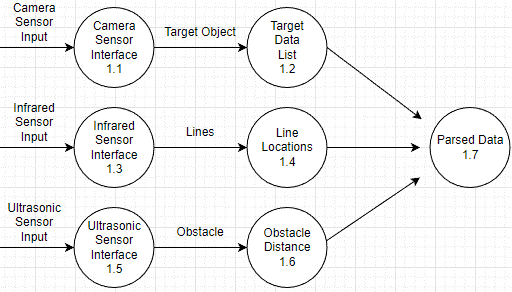 Camera
Sensor
Input
Camera
Sensor
Interface
1.1
Target Object
Target
Data
List
1.2
Infrared
Sensor
Input
Infrared
Sensor
Interface
1.3
Lines
Line
Locations
1.4
Parsed Data
1.7
Ultrasonic
Sensor
Input
Ultrasonic
Sensor
Interface
1.5
Obstacle
Obstacle
Distance
1.6